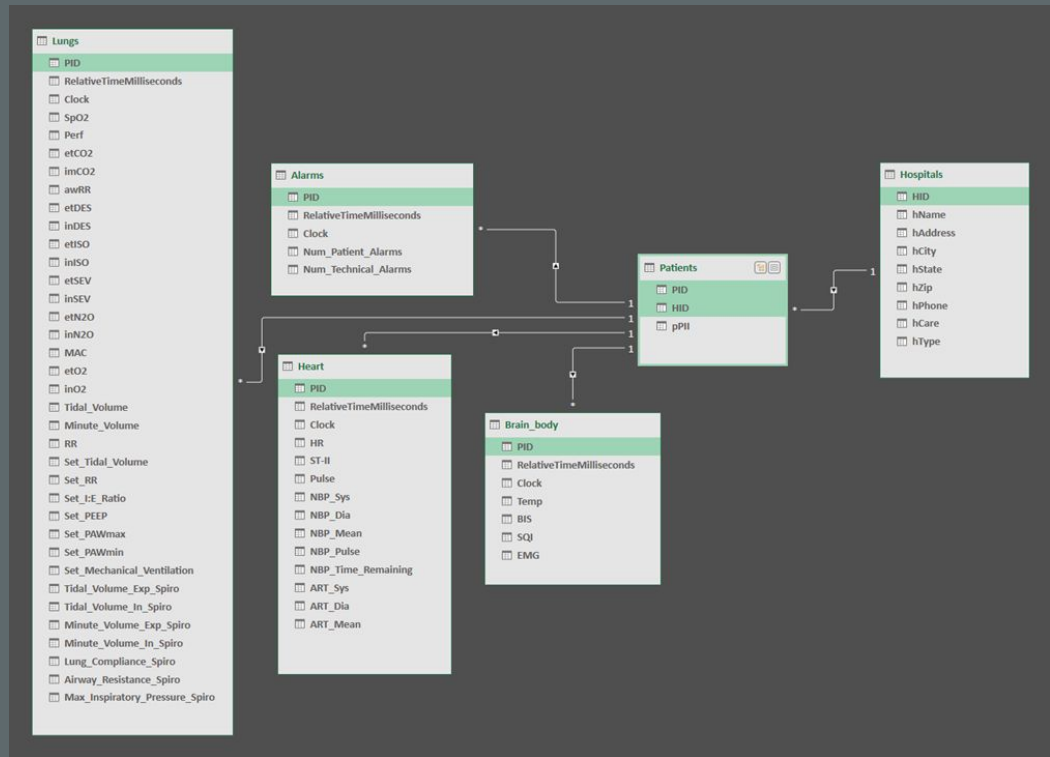 Lungs
PID
RelativeTimeMilliseconds
Clock
SpO2
Perf
etCO2
imCO2
awRR
etDES
inDES
etISO
inISO
etSEV
inSEV
etN2O
inN2O
MAC
etO2
inO2
Tidal_Volume
Minute_Volume
RR
Set_Tidal_Volume
Set_RR
Set_I:E_Ratio
Set_PEEP
Set_PAWmax
Set_PAWmin
Set_Mechanical_Ventilation
Tidal_Volume_Exp_Spiro
Tidal_Volume_In_Spiro
Minute_Volume_Exp_Spiro
Minute_Volume_In_Spiro
Lung_Compliance_Spiro
Airway_Resistance_Spiro
Max_Inspiratory_Pressure_Spiro
Alarms
PID
RelativeTimeMilliseconds
Clock
Num_Patient_Alarms
Num_Technical_Alarms
Heart
PID
RelativeTimeMilliseconds
Clock
HR
ST-II
Pulse
NBP_Sys
NBP_Dia
NBP_Mean
NBP_Pulse
NBP_Time_Remaining
ART_Sys
ART_Dia
ART_Mean
Brain_body
PID
RelativeTimeMilliseconds
Clock
Temp
BIS
SQI
EMG
*
*
*
*
1
1
1
1
Patients
PID
HID
pPII
*
1
Hospitals
HID
hName
hAddress
hCity
hState
hZip
hPhone
hCare
hType